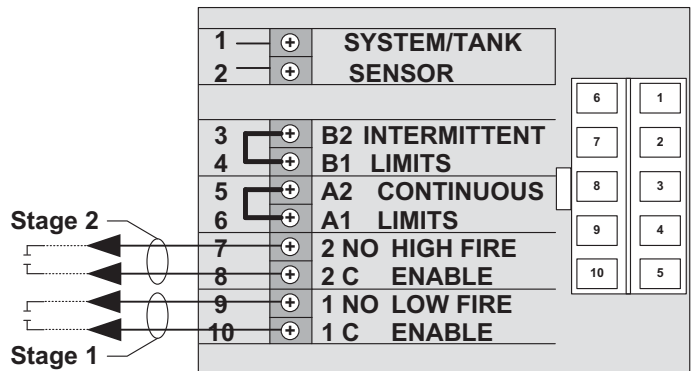 1 SYSTEM/TANK
2 SENSOR
3 B2 INTERMITTENT
4 B1 LIMITS
5 A2 CONTINUOUS
6 A1 LIMITS
7 2 NO HIGH FIRE
8 2 C ENABLE
9 1 NO LOW FIRE
10 1 C ENABLE
Stage 2
Stage 1
6 1
7 2
8 3
9 4
10 5